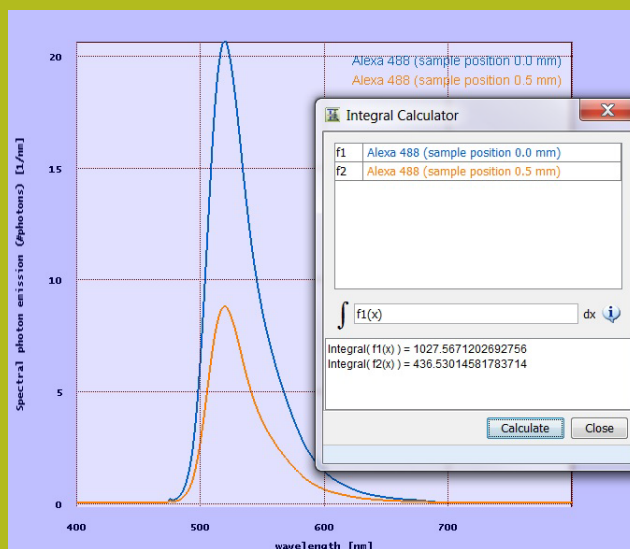 20
15
10
5
0
400
500
600
700
Spectral photon emission (#photons) [1/nm]
wavelength [nm]
Alexa 488 (sample position 0.0 mm)
Alexa 488 (sample position 0.5 mm)
Integral Calculator
f1 Alexa 488 (sample position 0.0 mm)
f2 Alexa 488 (sample position 0.5 mm)
∫ f1(x) dx i
Integral( f1(x) ) = 1027.5671202692756
Integral( f2(x) ) = 436.53014581783714
Calculate Close